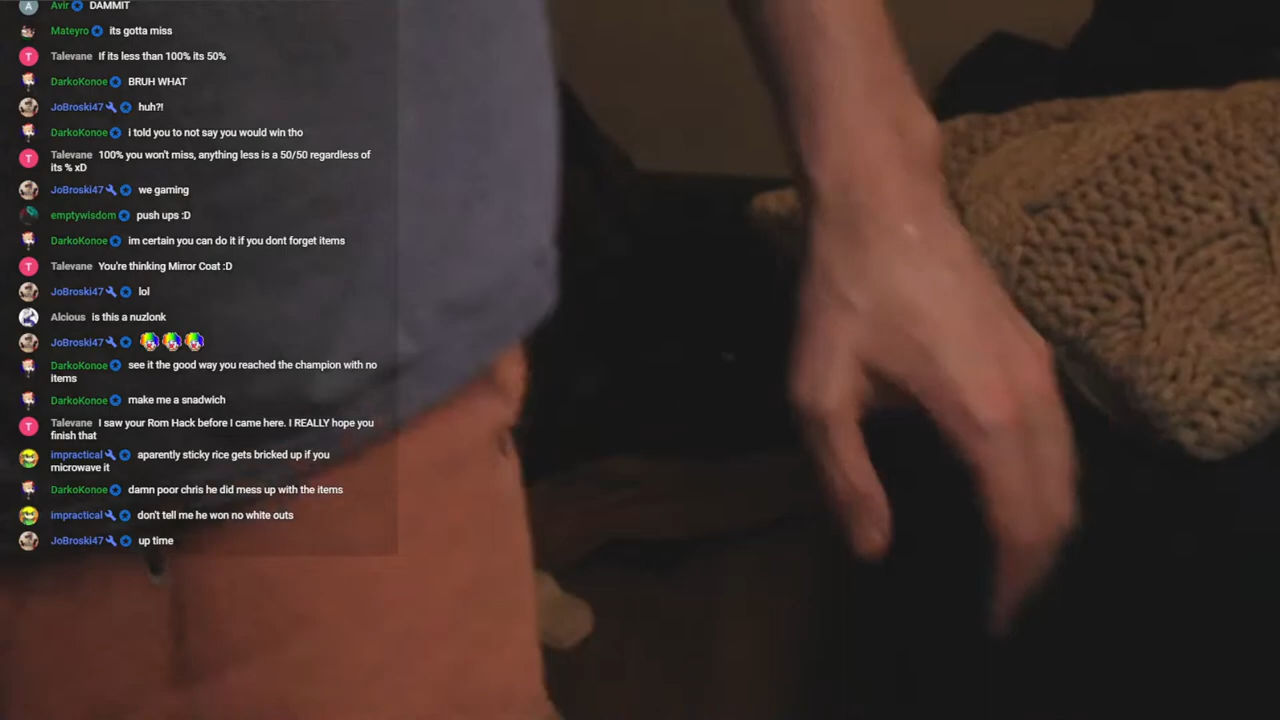 A Avir DAMMIT
Mateyro its gotta miss
T Talevane If its less than 100% its 50%
DarkoKonoe BRUH WHAT
JoBroski47 huh?!
DarkoKonoe i told you to not say you would win tho
T Talevane 100% you won't miss, anything less is a 50/50 regardless of
its % xD
JoBroski47 we gaming
emptywisdom push ups :D
DarkoKonoe im certain you can do it if you dont forget items
T Talevane You're thinking Mirror Coat :D
JoBroski47 lol
Alcious is this a nuzlonk
JoBroski47
DarkoKonoe see it the good way you reached the champion with no
items
DarkoKonoe make me a snadwich
T Talevane I saw your Rom Hack before I came here. I REALLY hope you
finish that
impractical aparently sticky rice gets bricked up if you
microwave it
DarkoKonoe damn poor chris he did mess up with the items
impractical don't tell me he won no white outs
JoBroski47 up time